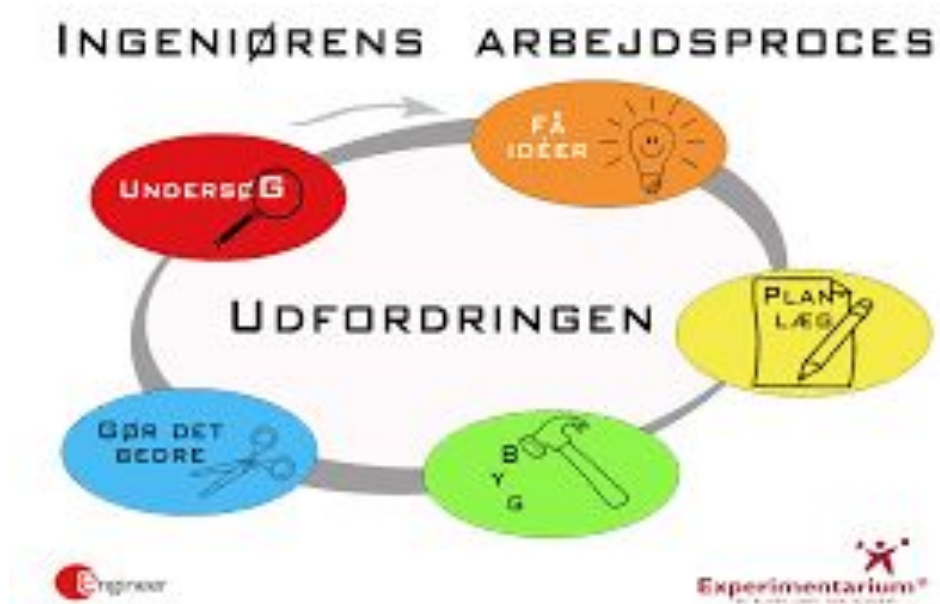 INGENIØRENS ARBEJDSPROCES
FÅ
IDÉER
UNDERSØG
PLAN
LÆG
UDFORDRINGEN
GØR DET
BEDRE
B
Y
G
Engineer
Experimentarium®